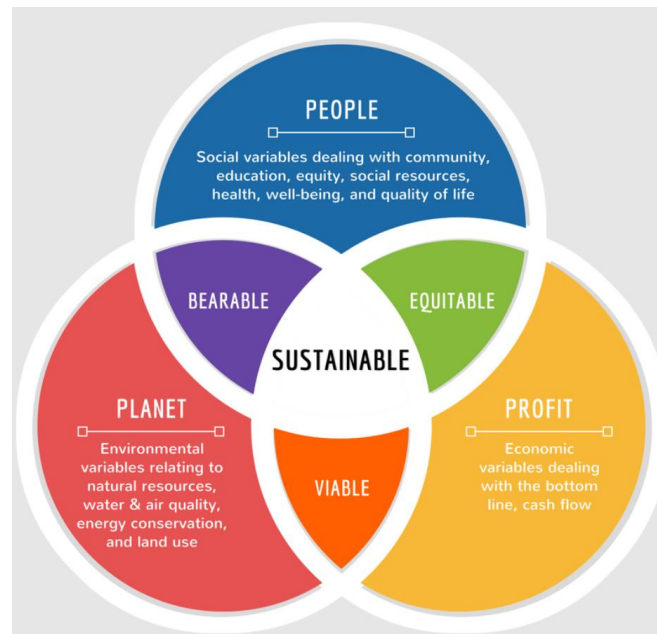 PEOPLE
Social variables dealing with community,
education, equity, social resources,
health, well-being, and quality of life
BEARABLE
EQUITABLE
SUSTAINABLE
PLANET
Environmental
variables relating to
natural resources,
water & air quality,
energy conservation,
and land use
PROFIT
Economic
variables dealing
with the bottom
line, cash flow
VIABLE